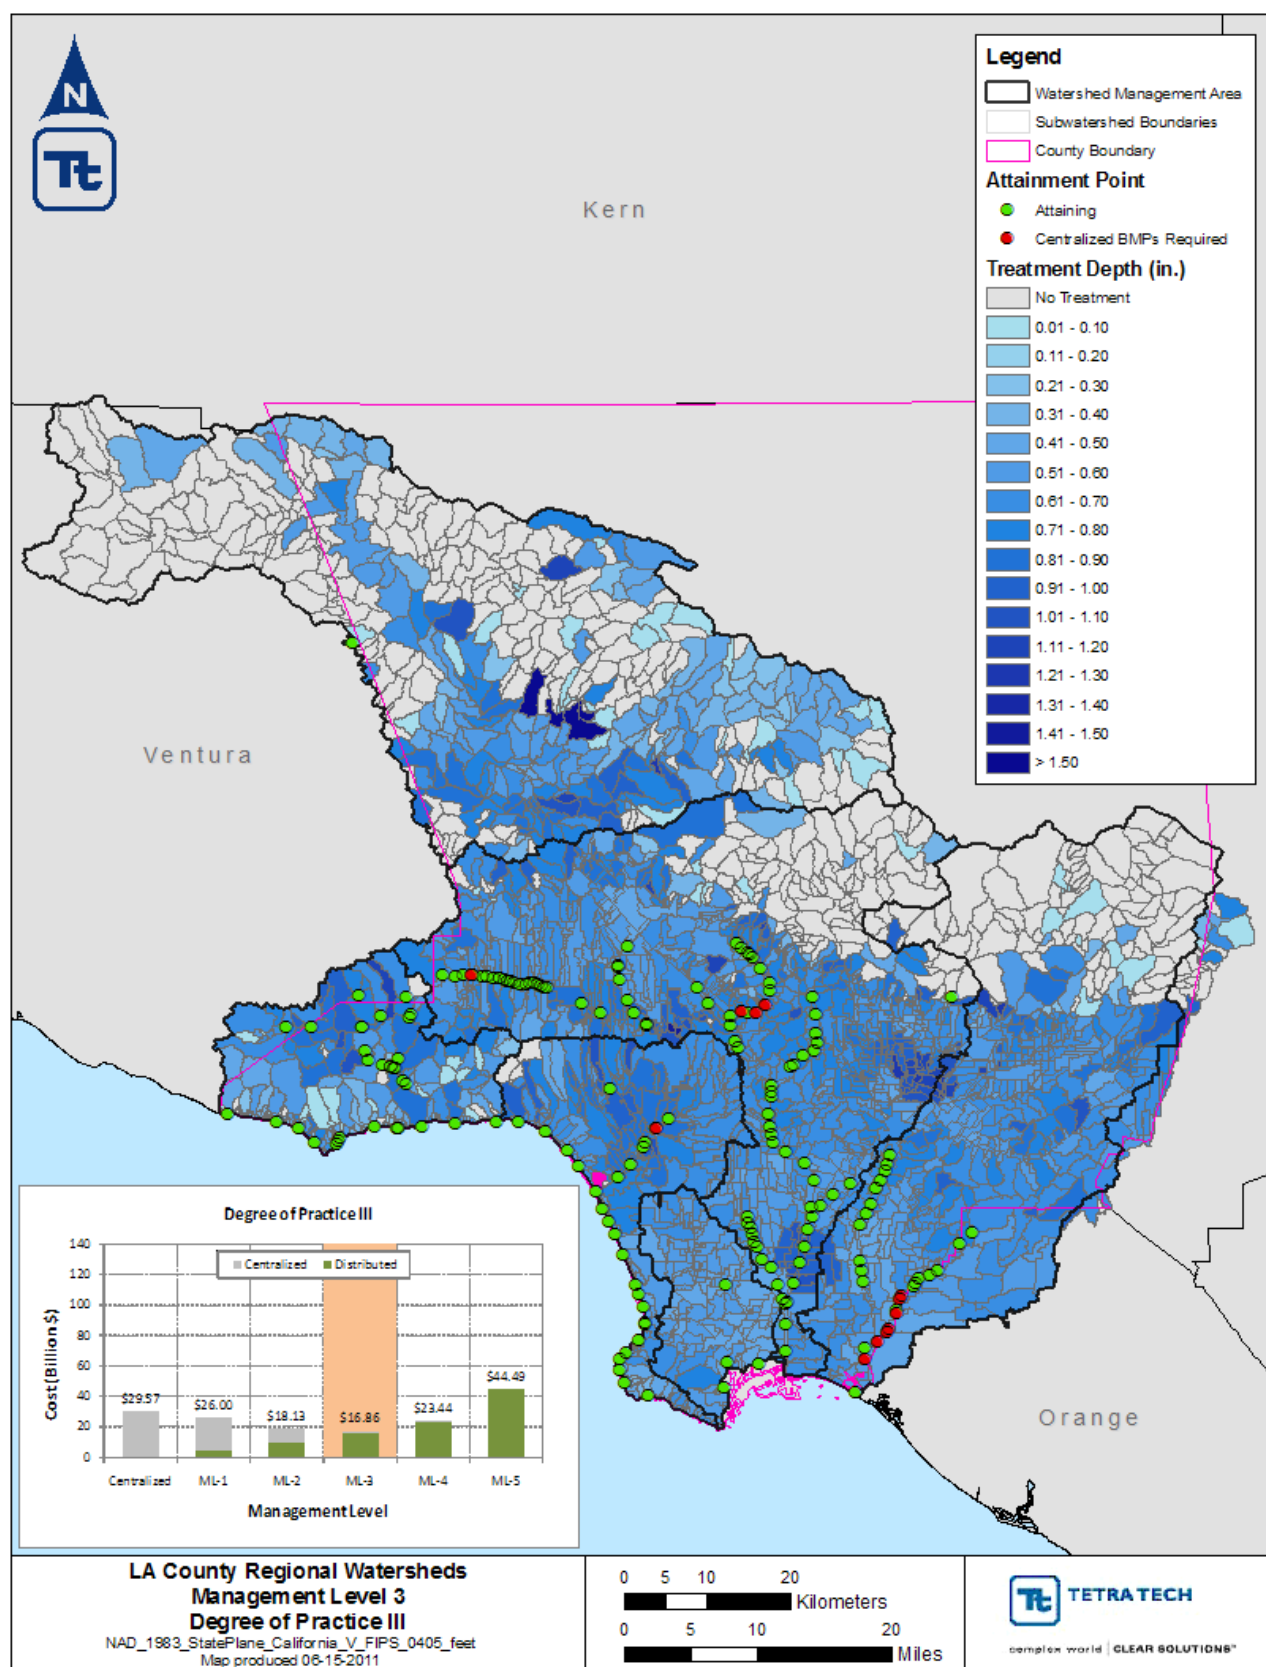 N
Tt
Kern
Ventura
Orange
Legend
Watershed Management Area
Subwatershed Boundaries
County Boundary
Attainment Point
Attaining
Centralized BMPs Required
Treatment Depth (in.)
No Treatment
0.01 - 0.10
0.11 - 0.20
0.21 - 0.30
0.31 - 0.40
0.41 - 0.50
0.51 - 0.60
0.61 - 0.70
0.71 - 0.80
0.81 - 0.90
0.91 - 1.00
1.01 - 1.10
1.11 - 1.20
1.21 - 1.30
1.31 - 1.40
1.41 - 1.50
> 1.50
Degree of Practice III
Centralized Distributed
Cost (Billion $)
140
120
100
80
60
40
20
0
$29.57
$26.00
$18.13
$16.86
$23.44
$44.49
Centralized ML-1 ML-2 ML-3 ML-4 ML-5
Management Level
LA County Regional Watersheds
Management Level 3
Degree of Practice III
NAD_1983_StatePlane_California_V_FIPS_0405_feet
Map produced 06-15-2011
0 5 10 20
Kilometers
0 5 10 20
Miles
Tt TETRA TECH
complex world | CLEAR SOLUTIONS™